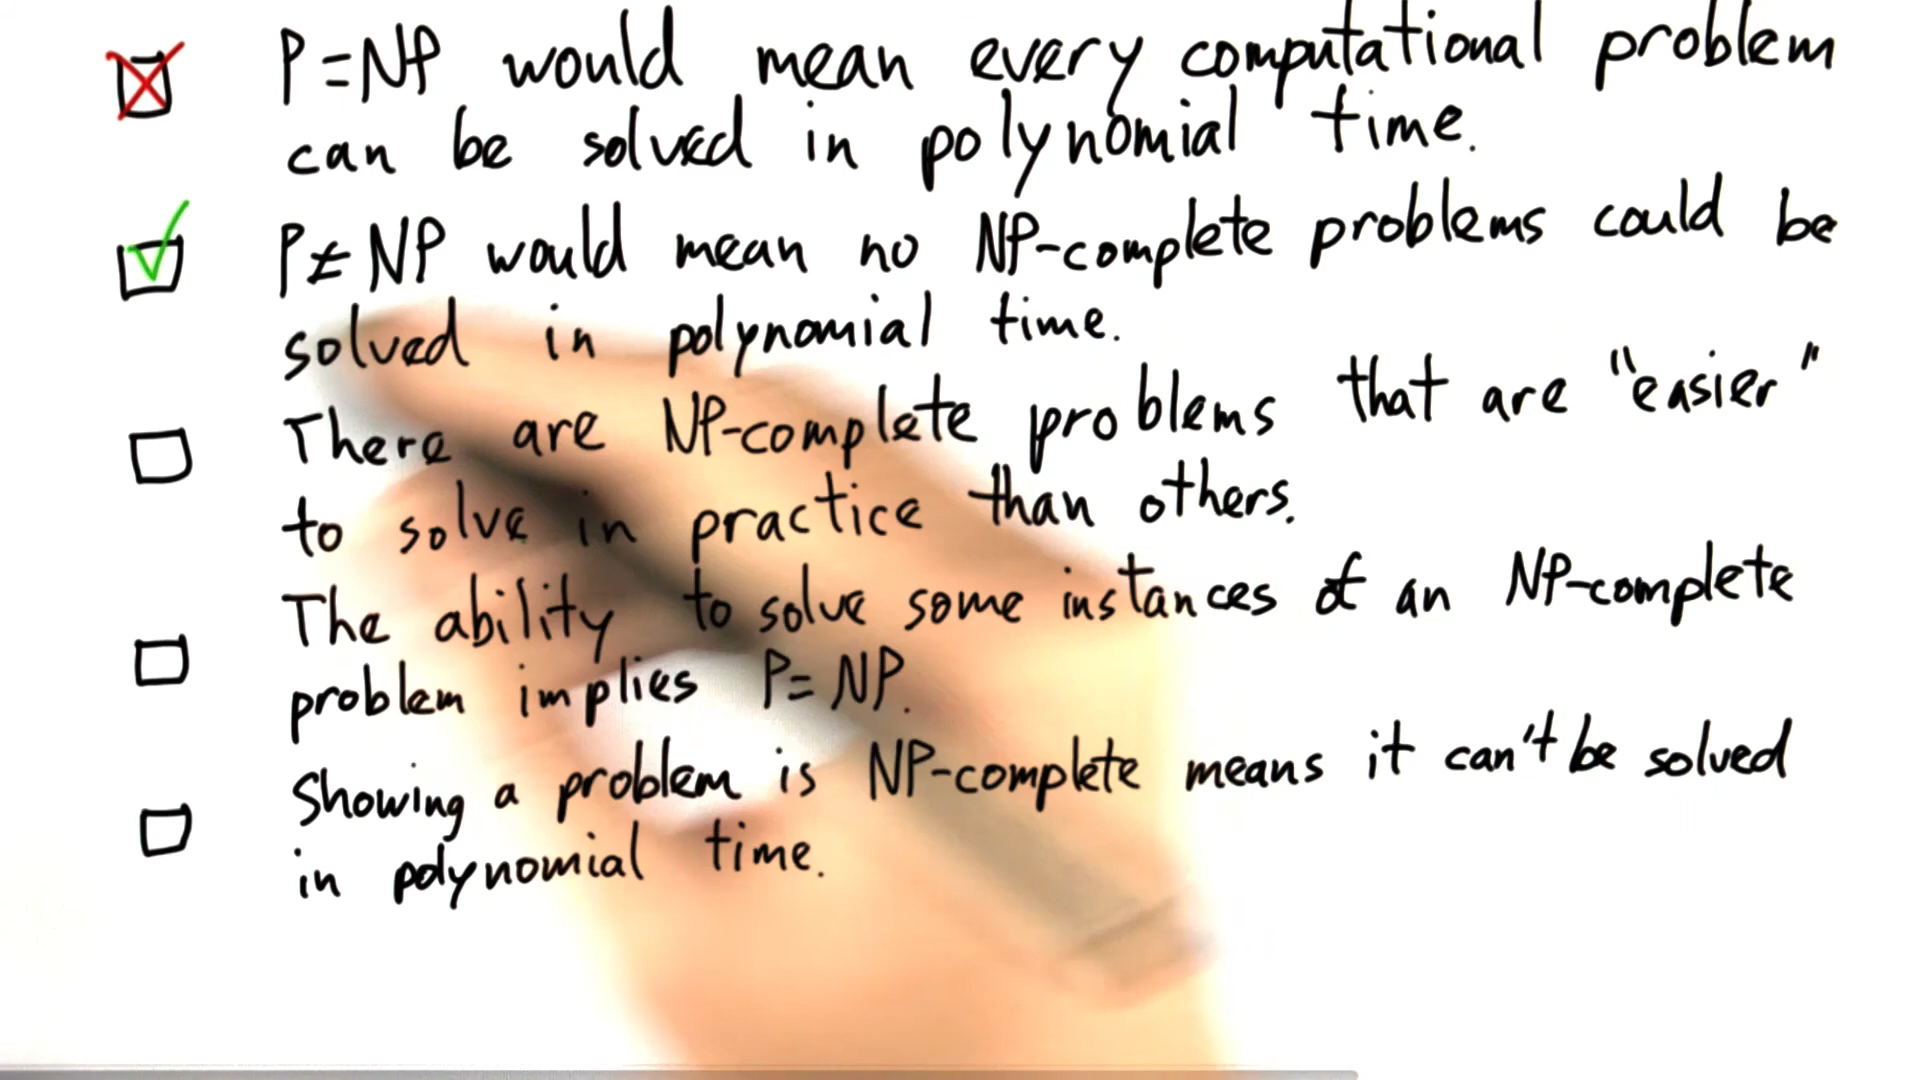 P=NP would mean every computational problem
can be solved in polynomial time.
P≠NP would mean no NP-complete problems could be
solved in polynomial time.
There are NP-complete problems that are "easier"
to solve in practice than others.
The ability to solve some instances of an NP-complete
problem implies P=NP.
Showing a problem is NP-complete means it can't be solved
in polynomial time.